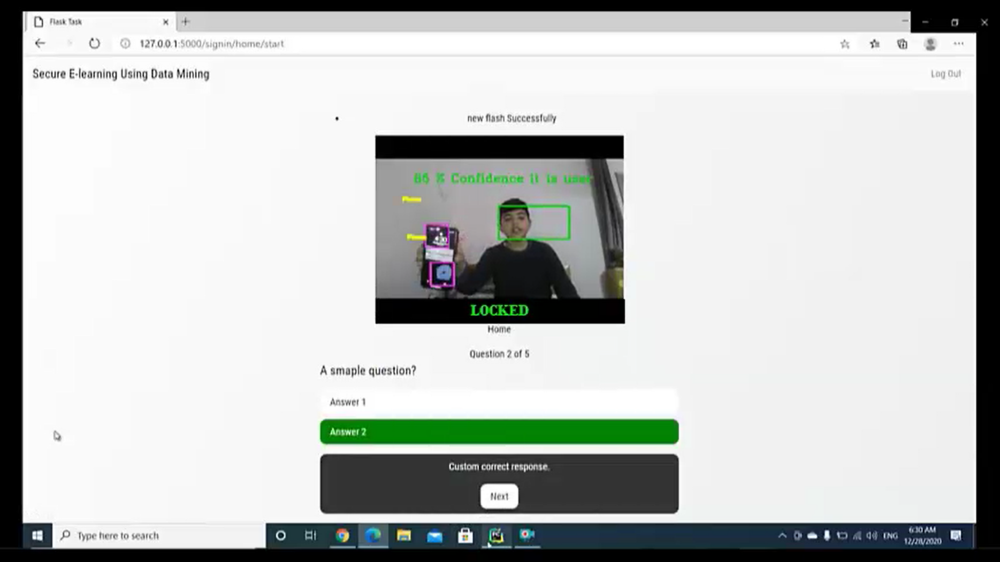 Flask Task
127.0.0.1:5000/signin/home/start
Secure E-learning Using Data Mining
Log Out
new flash Successfully
86 % Confidence it is user
Phone
Phone
LOCKED
Home
Question 2 of 5
A smaple question?
Answer 1
Answer 2
Custom correct response.
Next
Type here to search
ENG
6:30 AM
12/28/2020